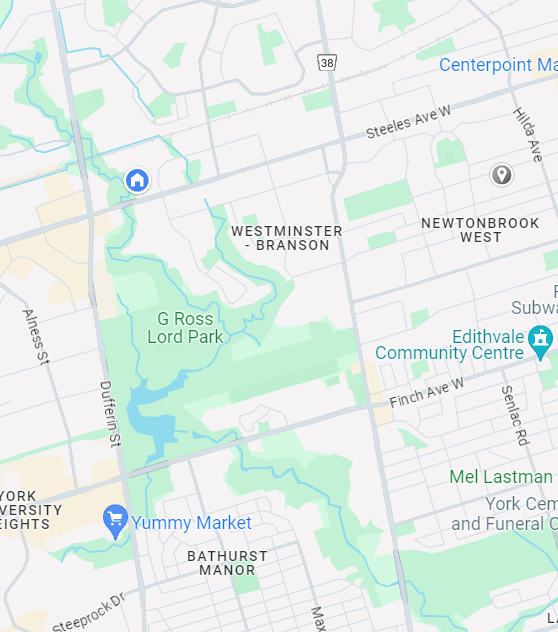 38
Centerpoint Ma
Steeles Ave W
Hilda Ave
WESTMINSTER
- BRANSON
NEWTONBROOK
WEST
G Ross
Lord Park
F
Subwa
Edithvale
Community Centre
Alness St
Dufferin St
Finch Ave W
Senlac Rd
Mel Lastman
YORK
VERSITY
EIGHTS
York Cem
and Funeral C
Yummy Market
BATHURST
MANOR
Steeprock Dr
Max
L